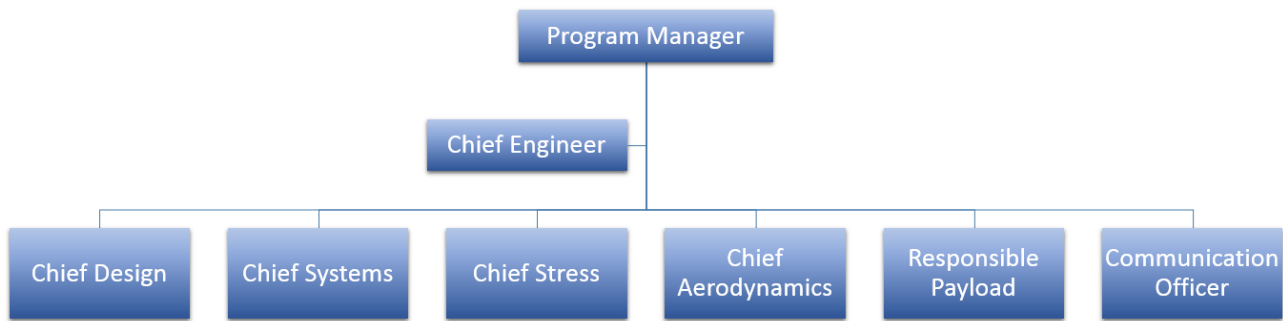 Program Manager
Chief Engineer
Chief Design
Chief Systems
Chief Stress
Chief
Aerodynamics
Responsible
Payload
Communication
Officer